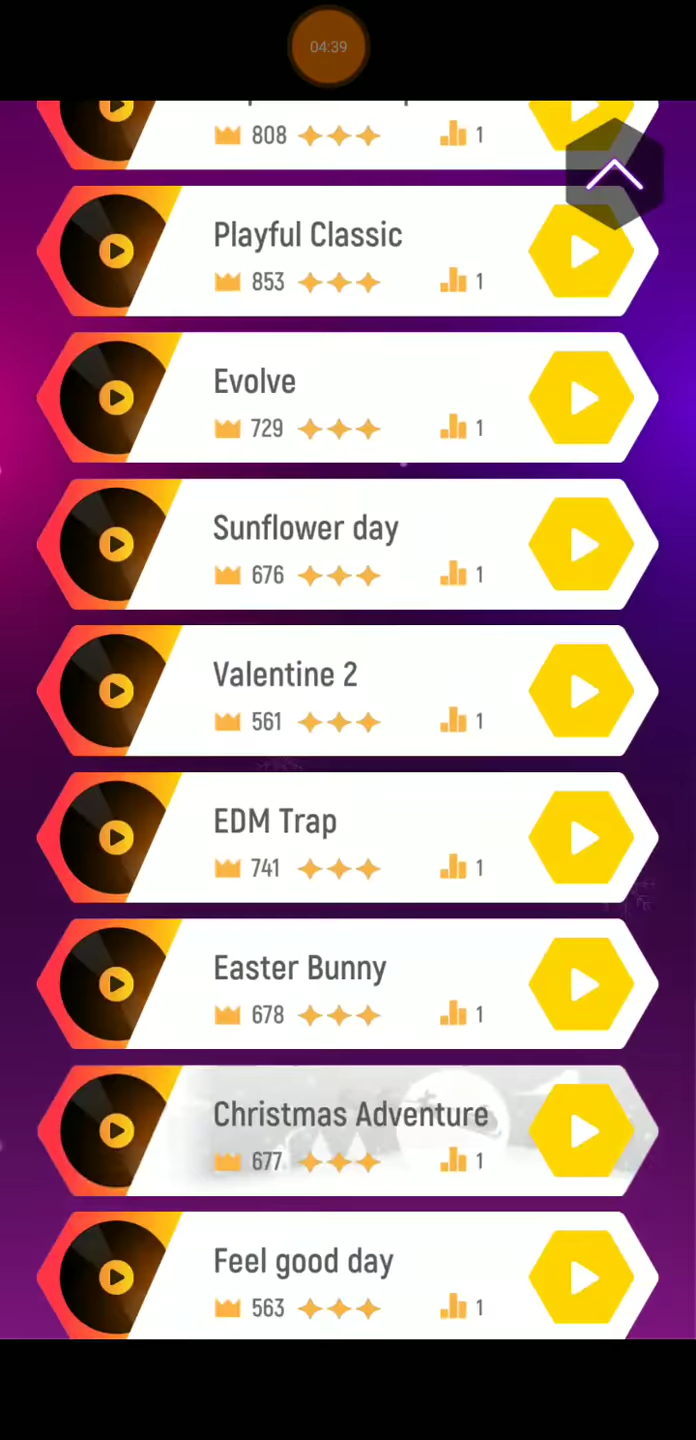 04:39
808 1
Playful Classic
853 1
Evolve
729 1
Sunflower day
676 1
Valentine 2
561 1
EDM Trap
741 1
Easter Bunny
678 1
Christmas Adventure
677 1
Feel good day
563 1